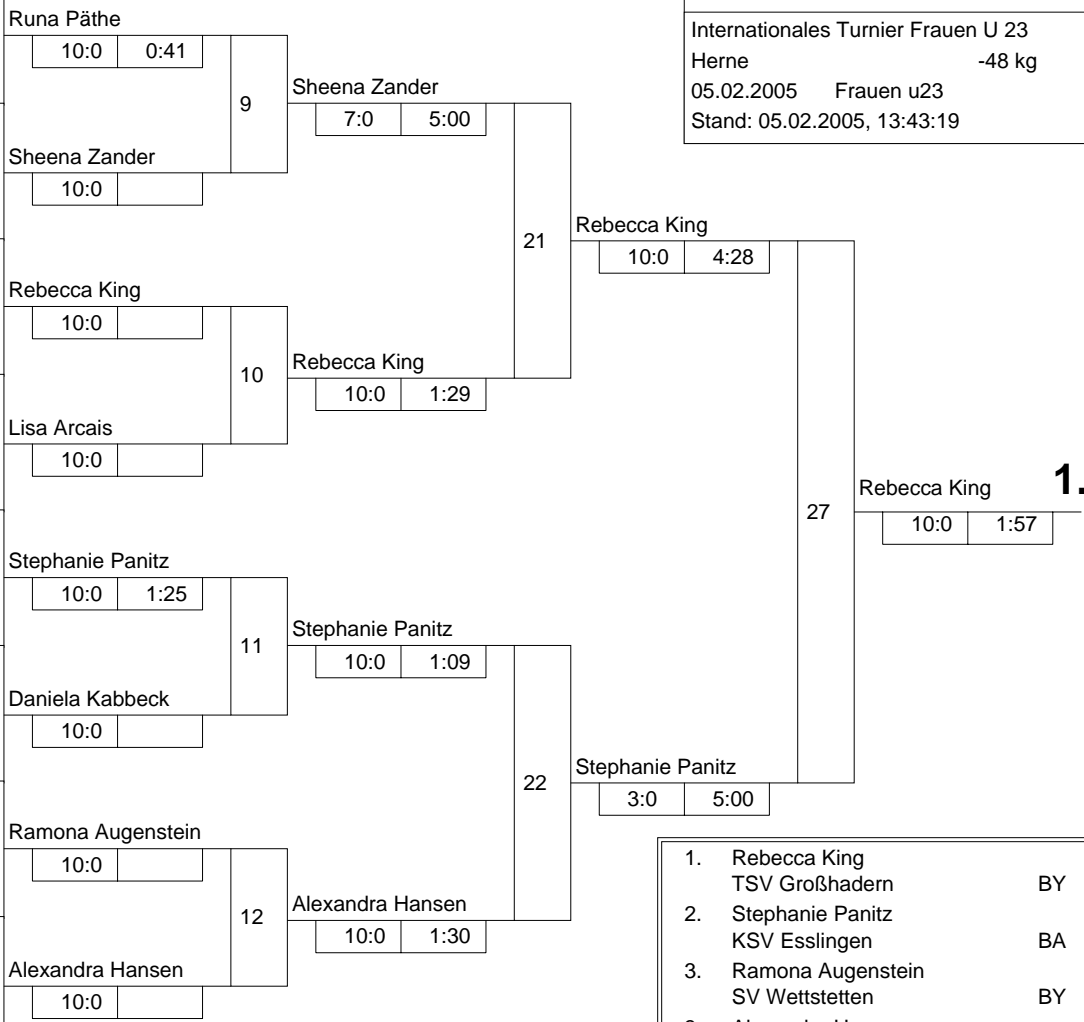 Internationales Turnier Frauen U 23
Herne -48 kg
05.02.2005 Frauen u23
Stand: 05.02.2005, 13:43:19
Runa Päthe
10:0 0:41
9
Sheena Zander
7:0 5:00
Sheena Zander
10:0
21
Rebecca King
10:0 4:28
Rebecca King
10:0
10
Rebecca King
10:0 1:29
Lisa Arcais
10:0
27
Rebecca King 1.
10:0 1:57
Stephanie Panitz
10:0 1:25
11
Stephanie Panitz
10:0 1:09
Daniela Kabbeck
10:0
22
Stephanie Panitz
3:0 5:00
Ramona Augenstein
10:0
12
Alexandra Hansen
10:0 1:30
Alexandra Hansen
10:0
1. Rebecca King
TSV Großhadern BY
2. Stephanie Panitz
KSV Esslingen BA
3. Ramona Augenstein
SV Wettstetten BY